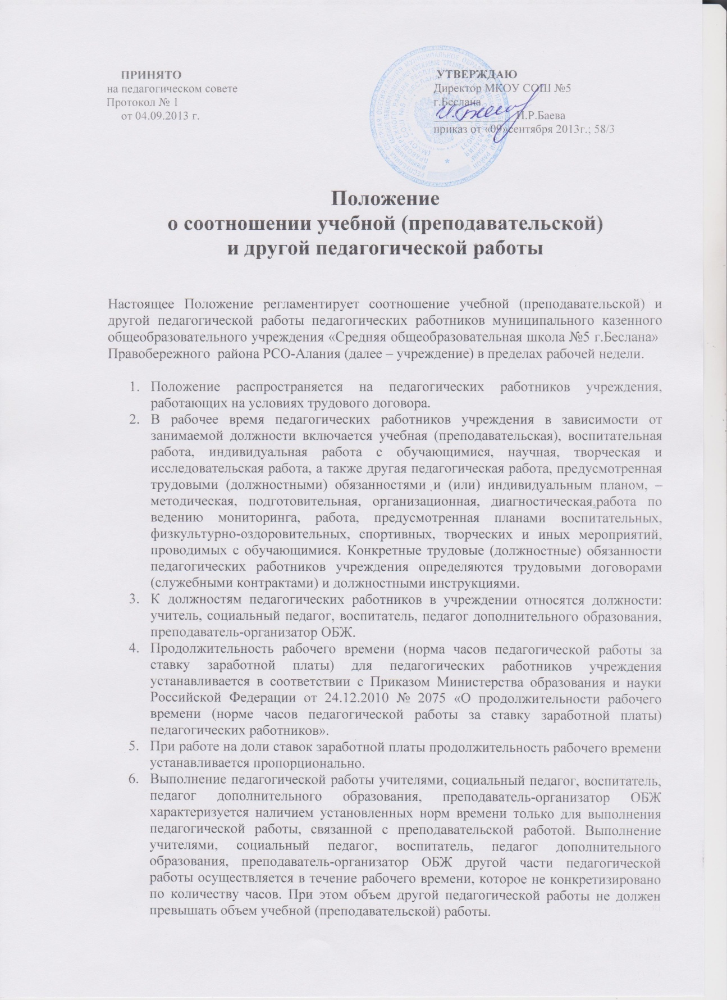 ПРИНЯТО
на педагогическом совете
Протокол № 1
от 04.09.2013 г.
УТВЕРЖДАЮ
Директор МКОУ СОШ №5
г.Беслана
И.Р.Баева
приказ от «09»сентября 2013г.; 58/3
Положение
о соотношении учебной (преподавательской)
и другой педагогической работы
Настоящее Положение регламентирует соотношение учебной (преподавательской) и
другой педагогической работы педагогических работников муниципального казенного
общеобразовательного учреждения «Средняя общеобразовательная школа №5 г.Беслана»
Правобережного района РСО-Алания (далее – учреждение) в пределах рабочей недели.
1. Положение распространяется на педагогических работников учреждения,
работающих на условиях трудового договора.
2. В рабочее время педагогических работников учреждения в зависимости от
занимаемой должности включается учебная (преподавательская), воспитательная
работа, индивидуальная работа с обучающимися, научная, творческая и
исследовательская работа, а также другая педагогическая работа, предусмотренная
трудовыми (должностными) обязанностями и (или) индивидуальным планом, –
методическая, подготовительная, организационная, диагностическая,работа по
ведению мониторинга, работа, предусмотренная планами воспитательных,
физкультурно-оздоровительных, спортивных, творческих и иных мероприятий,
проводимых с обучающимися. Конкретные трудовые (должностные) обязанности
педагогических работников учреждения определяются трудовыми договорами
(служебными контрактами) и должностными инструкциями.
3. К должностям педагогических работников в учреждении относятся должности:
учитель, социальный педагог, воспитатель, педагог дополнительного образования,
преподаватель-организатор ОБЖ.
4. Продолжительность рабочего времени (норма часов педагогической работы за
ставку заработной платы) для педагогических работников учреждения
устанавливается в соответствии с Приказом Министерства образования и науки
Российской Федерации от 24.12.2010 № 2075 «О продолжительности рабочего
времени (норме часов педагогической работы за ставку заработной платы)
педагогических работников».
5. При работе на доли ставок заработной платы продолжительность рабочего времени
устанавливается пропорционально.
6. Выполнение педагогической работы учителями, социальный педагог, воспитатель,
педагог дополнительного образования, преподаватель-организатор ОБЖ
характеризуется наличием установленных норм времени только для выполнения
педагогической работы, связанной с преподавательской работой. Выполнение
учителями, социальный педагог, воспитатель, педагог дополнительного
образования, преподаватель-организатор ОБЖ другой части педагогической
работы осуществляется в течение рабочего времени, которое не конкретизировано
по количеству часов. При этом объем другой педагогической работы не должен
превышать объем учебной (преподавательской) работы.